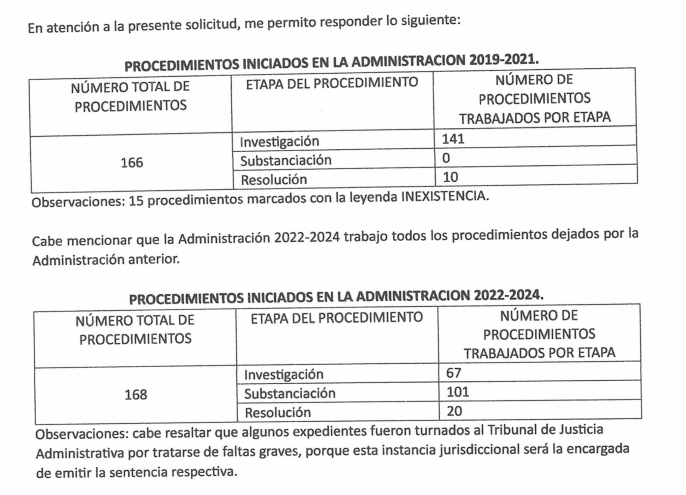 En atención a la presente solicitud, me permito responder lo siguiente:
PROCEDIMIENTOS INICIADOS EN LA ADMINISTRACION 2019-2021.
NÚMERO TOTAL DE PROCEDIMIENTOS
ETAPA DEL PROCEDIMIENTO
NÚMERO DE PROCEDIMIENTOS TRABAJADOS POR ETAPA
166
Investigación 141
Substanciación 0
Resolución 10
Observaciones: 15 procedimientos marcados con la leyenda INEXISTENCIA.
Cabe mencionar que la Administración 2022-2024 trabajo todos los procedimientos dejados por la
Administración anterior.
PROCEDIMIENTOS INICIADOS EN LA ADMINISTRACION 2022-2024.
NÚMERO TOTAL DE PROCEDIMIENTOS
ETAPA DEL PROCEDIMIENTO
NÚMERO DE PROCEDIMIENTOS TRABAJADOS POR ETAPA
168
Investigación 67
Substanciación 101
Resolución 20
Observaciones: cabe resaltar que algunos expedientes fueron turnados al Tribunal de Justicia
Administrativa por tratarse de faltas graves, porque esta instancia jurisdiccional será la encargada
de emitir la sentencia respectiva.